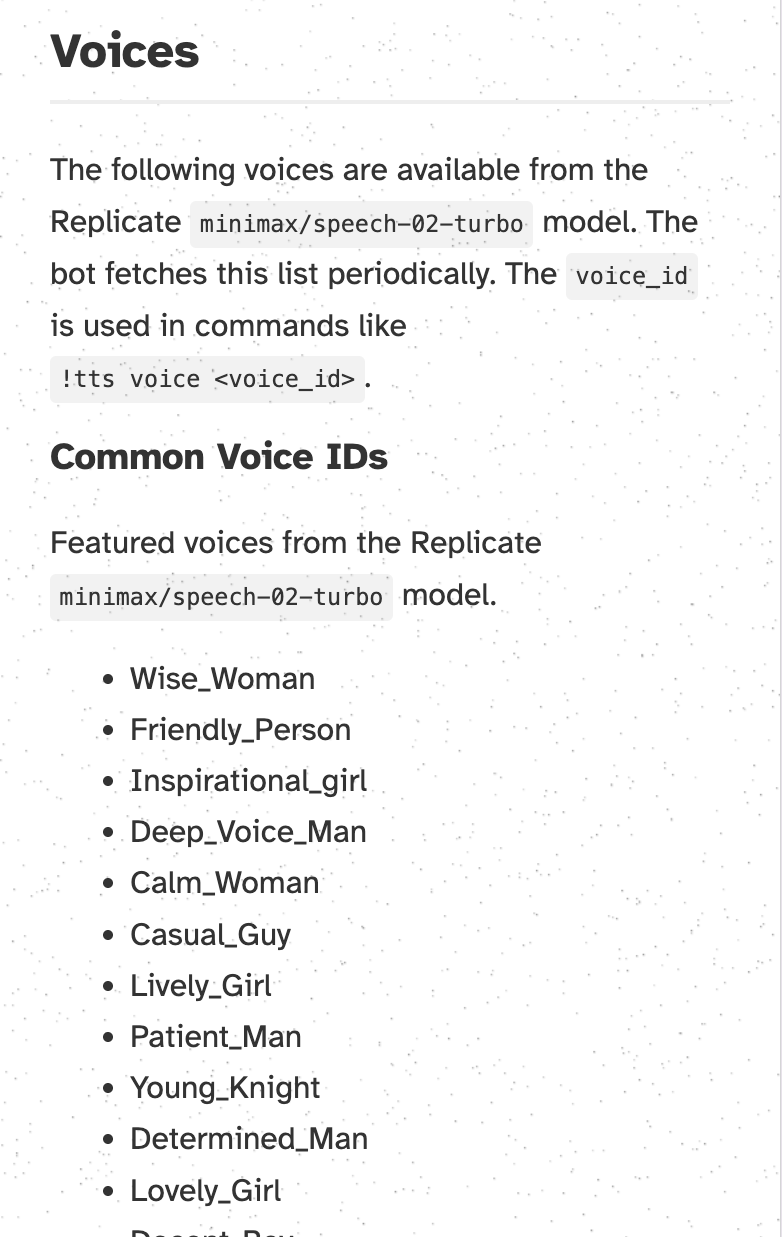 Voices
The following voices are available from the
Replicate minimax/speech-02-turbo model. The
bot fetches this list periodically. The voice_id
is used in commands like
!tts voice <voice_id>.
Common Voice IDs
Featured voices from the Replicate
minimax/speech-02-turbo model.
• Wise_Woman
• Friendly_Person
• Inspirational_girl
• Deep_Voice_Man
• Calm_Woman
• Casual_Guy
• Lively_Girl
• Patient_Man
• Young_Knight
• Determined_Man
• Lovely_Girl